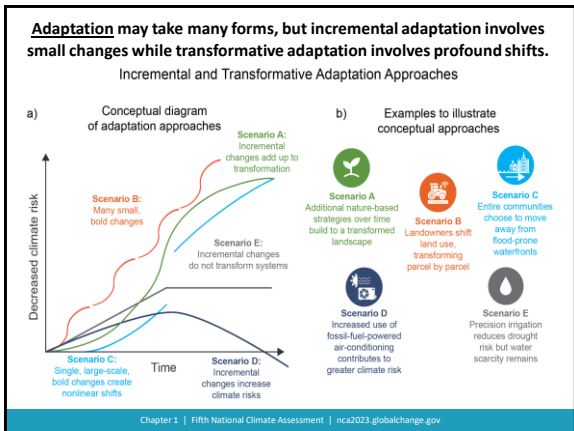 Adaptation may take many forms, but incremental adaptation involves
small changes while transformative adaptation involves profound shifts.
Incremental and Transformative Adaptation Approaches
a)
Conceptual diagram
of adaptation approaches
Decreased climate risk
Time
Scenario A:
Incremental
changes add up to
transformation
Scenario B:
Many small,
bold changes
Scenario E:
Incremental changes
do not transform systems
Scenario C:
Single, large-scale,
bold changes create
nonlinear shifts
Scenario D:
Incremental
changes increase
climate risks
b)
Examples to illustrate
conceptual approaches
Scenario A
Additional nature-based
strategies over time
build to a transformed
landscape
Scenario B
Landowners shift
land use,
transforming
parcel by parcel
Scenario C
Entire communities
choose to move
away from
flood-prone
waterfronts
Scenario D
Increased use of
fossil-fuel-powered
air-conditioning
contributes to
greater climate risk
Scenario E
Precision irrigation
reduces drought
risk but water
scarcity remains
Chapter 1 | Fifth National Climate Assessment | nca2023.globalchange.gov